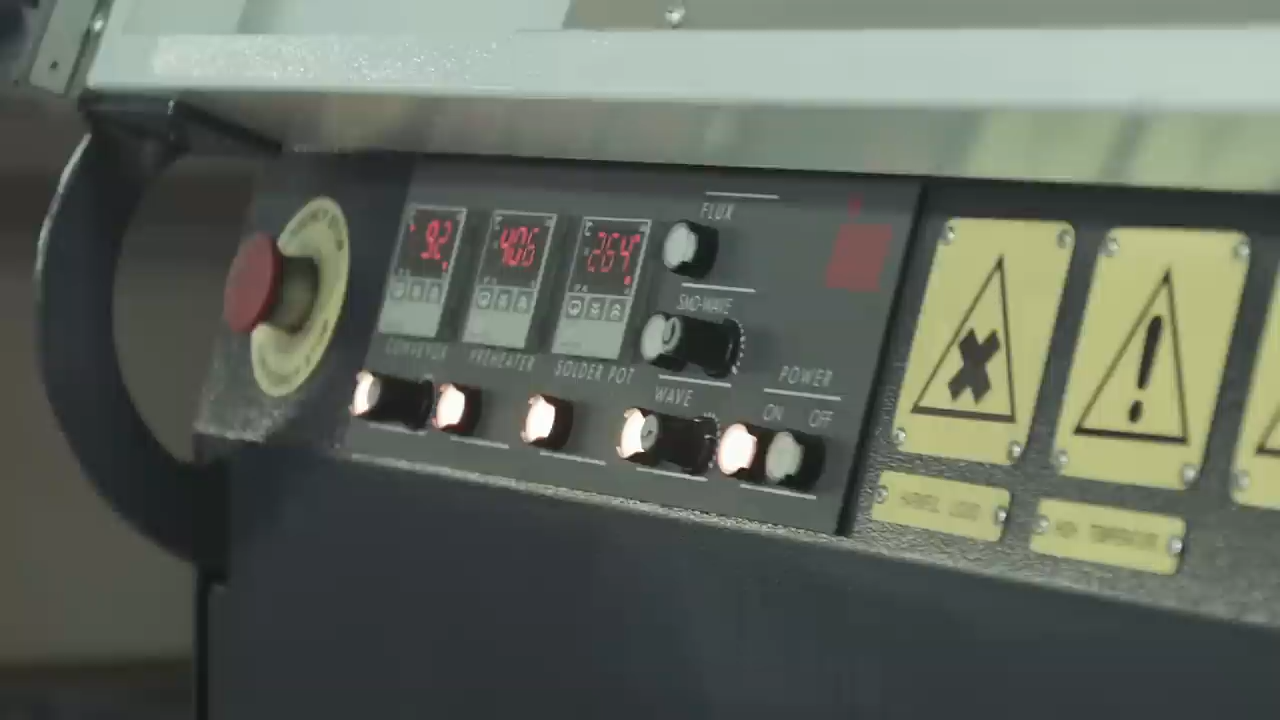 FLUX
92
406
264
SMD-WAVE
CONVEYOR
PREHEATER
SOLDER POT
WAVE
POWER
ON
OFF